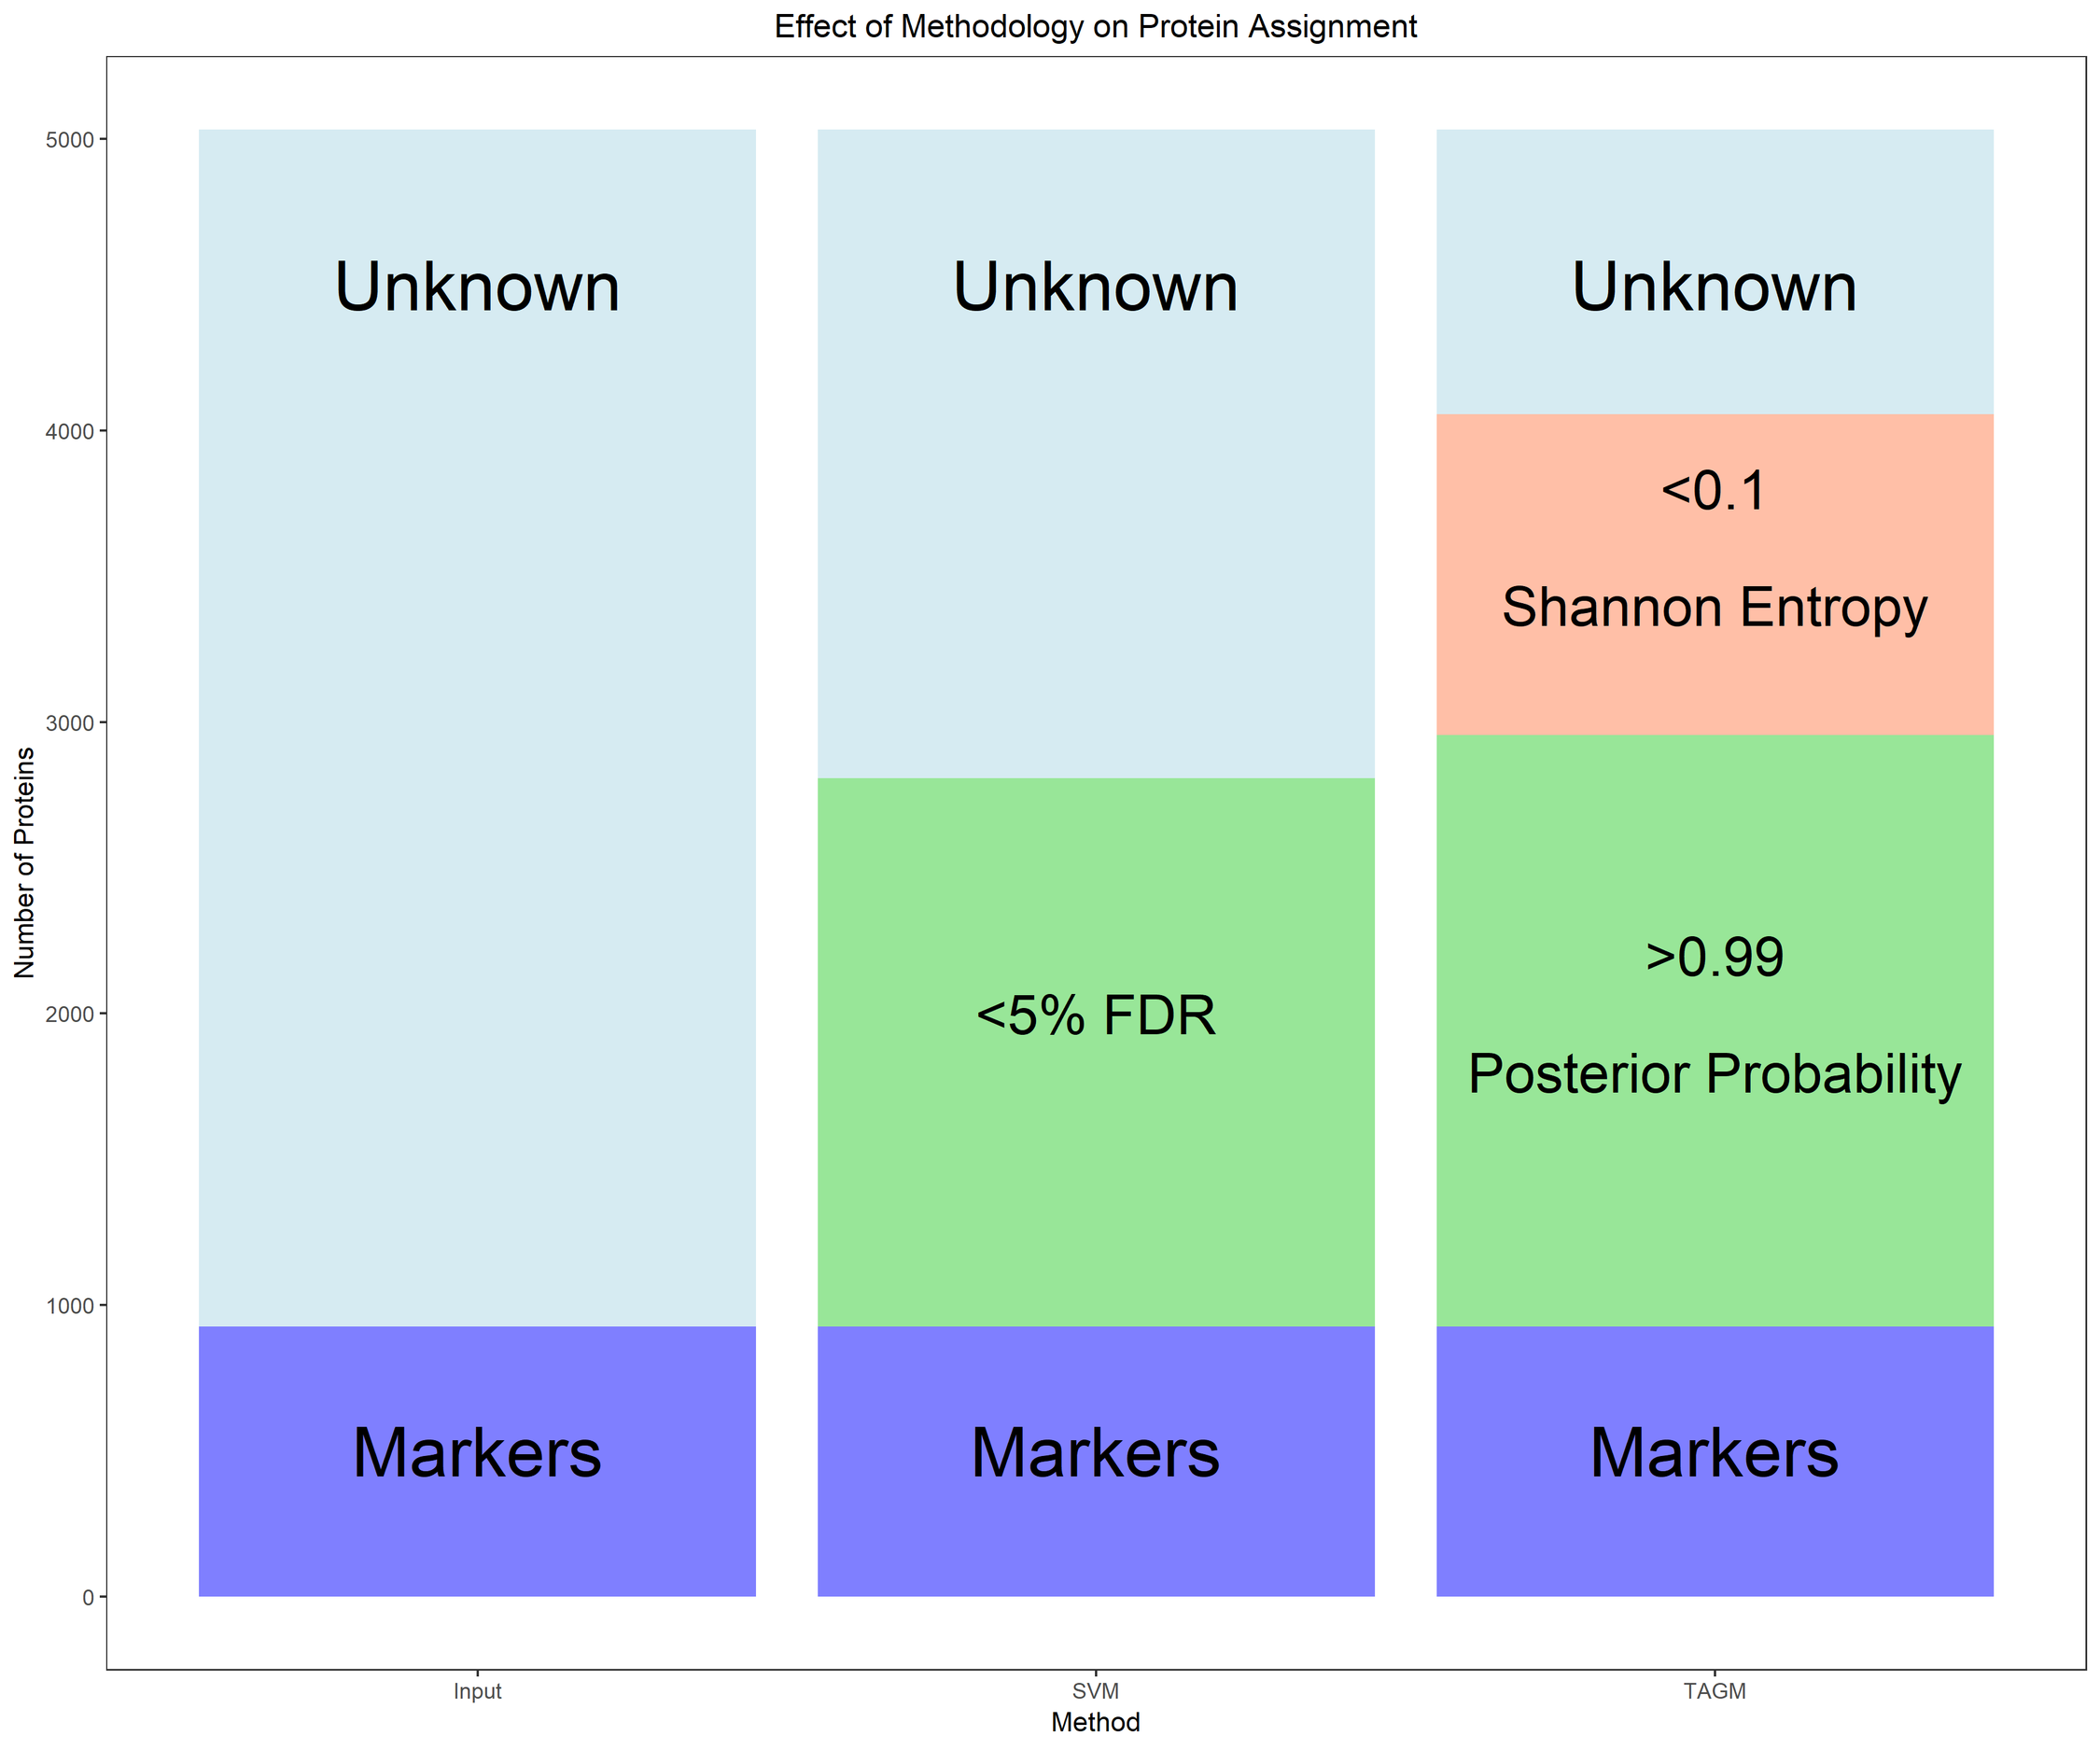 Effect of Methodology on Protein Assignment
Number of Proteins
5000
4000
3000
2000
1000
0
Unknown
Markers
Unknown
<5% FDR
Markers
Unknown
<0.1
Shannon Entropy
>0.99
Posterior Probability
Markers
Input
SVM
TAGM
Method